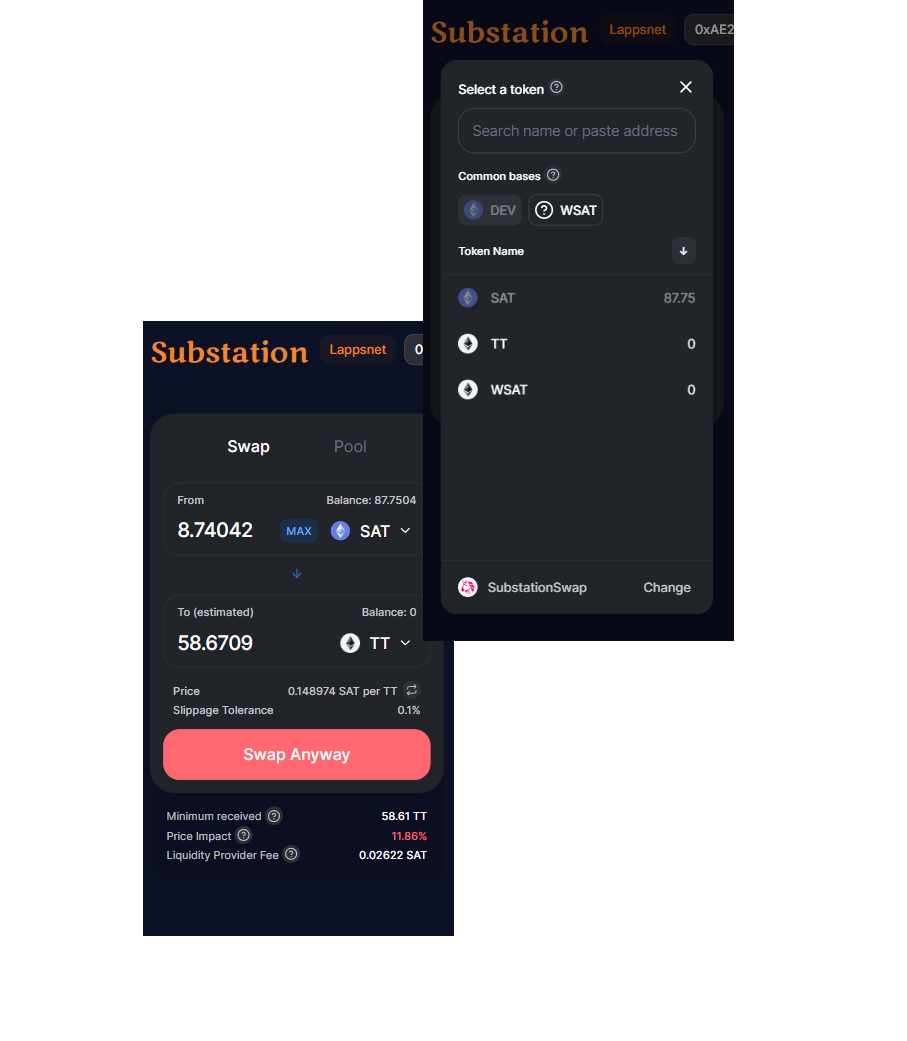 Substation Lappsnet 0xAE2
Select a token
Search name or paste address
Common bases
DEV WSAT
Token Name
SAT 87.75
TT 0
WSAT 0
SubstationSwap Change
Substation Lappsnet 0
Swap Pool
From Balance: 87.7504
8.74042 MAX SAT
To (estimated) Balance: 0
58.6709 TT
Price 0.148974 SAT per TT
Slippage Tolerance 0.1%
Swap Anyway
Minimum received 58.61 TT
Price Impact 11.86%
Liquidity Provider Fee 0.02622 SAT